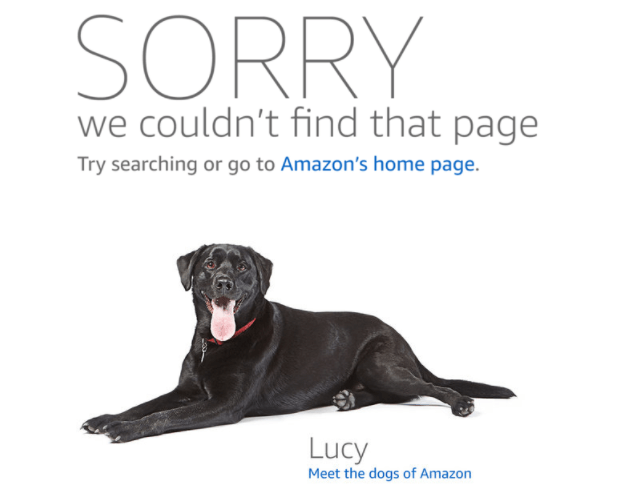 SORRY
we couldn't find that page
Try searching or go to Amazon's home page.
Lucy
Meet the dogs of Amazon